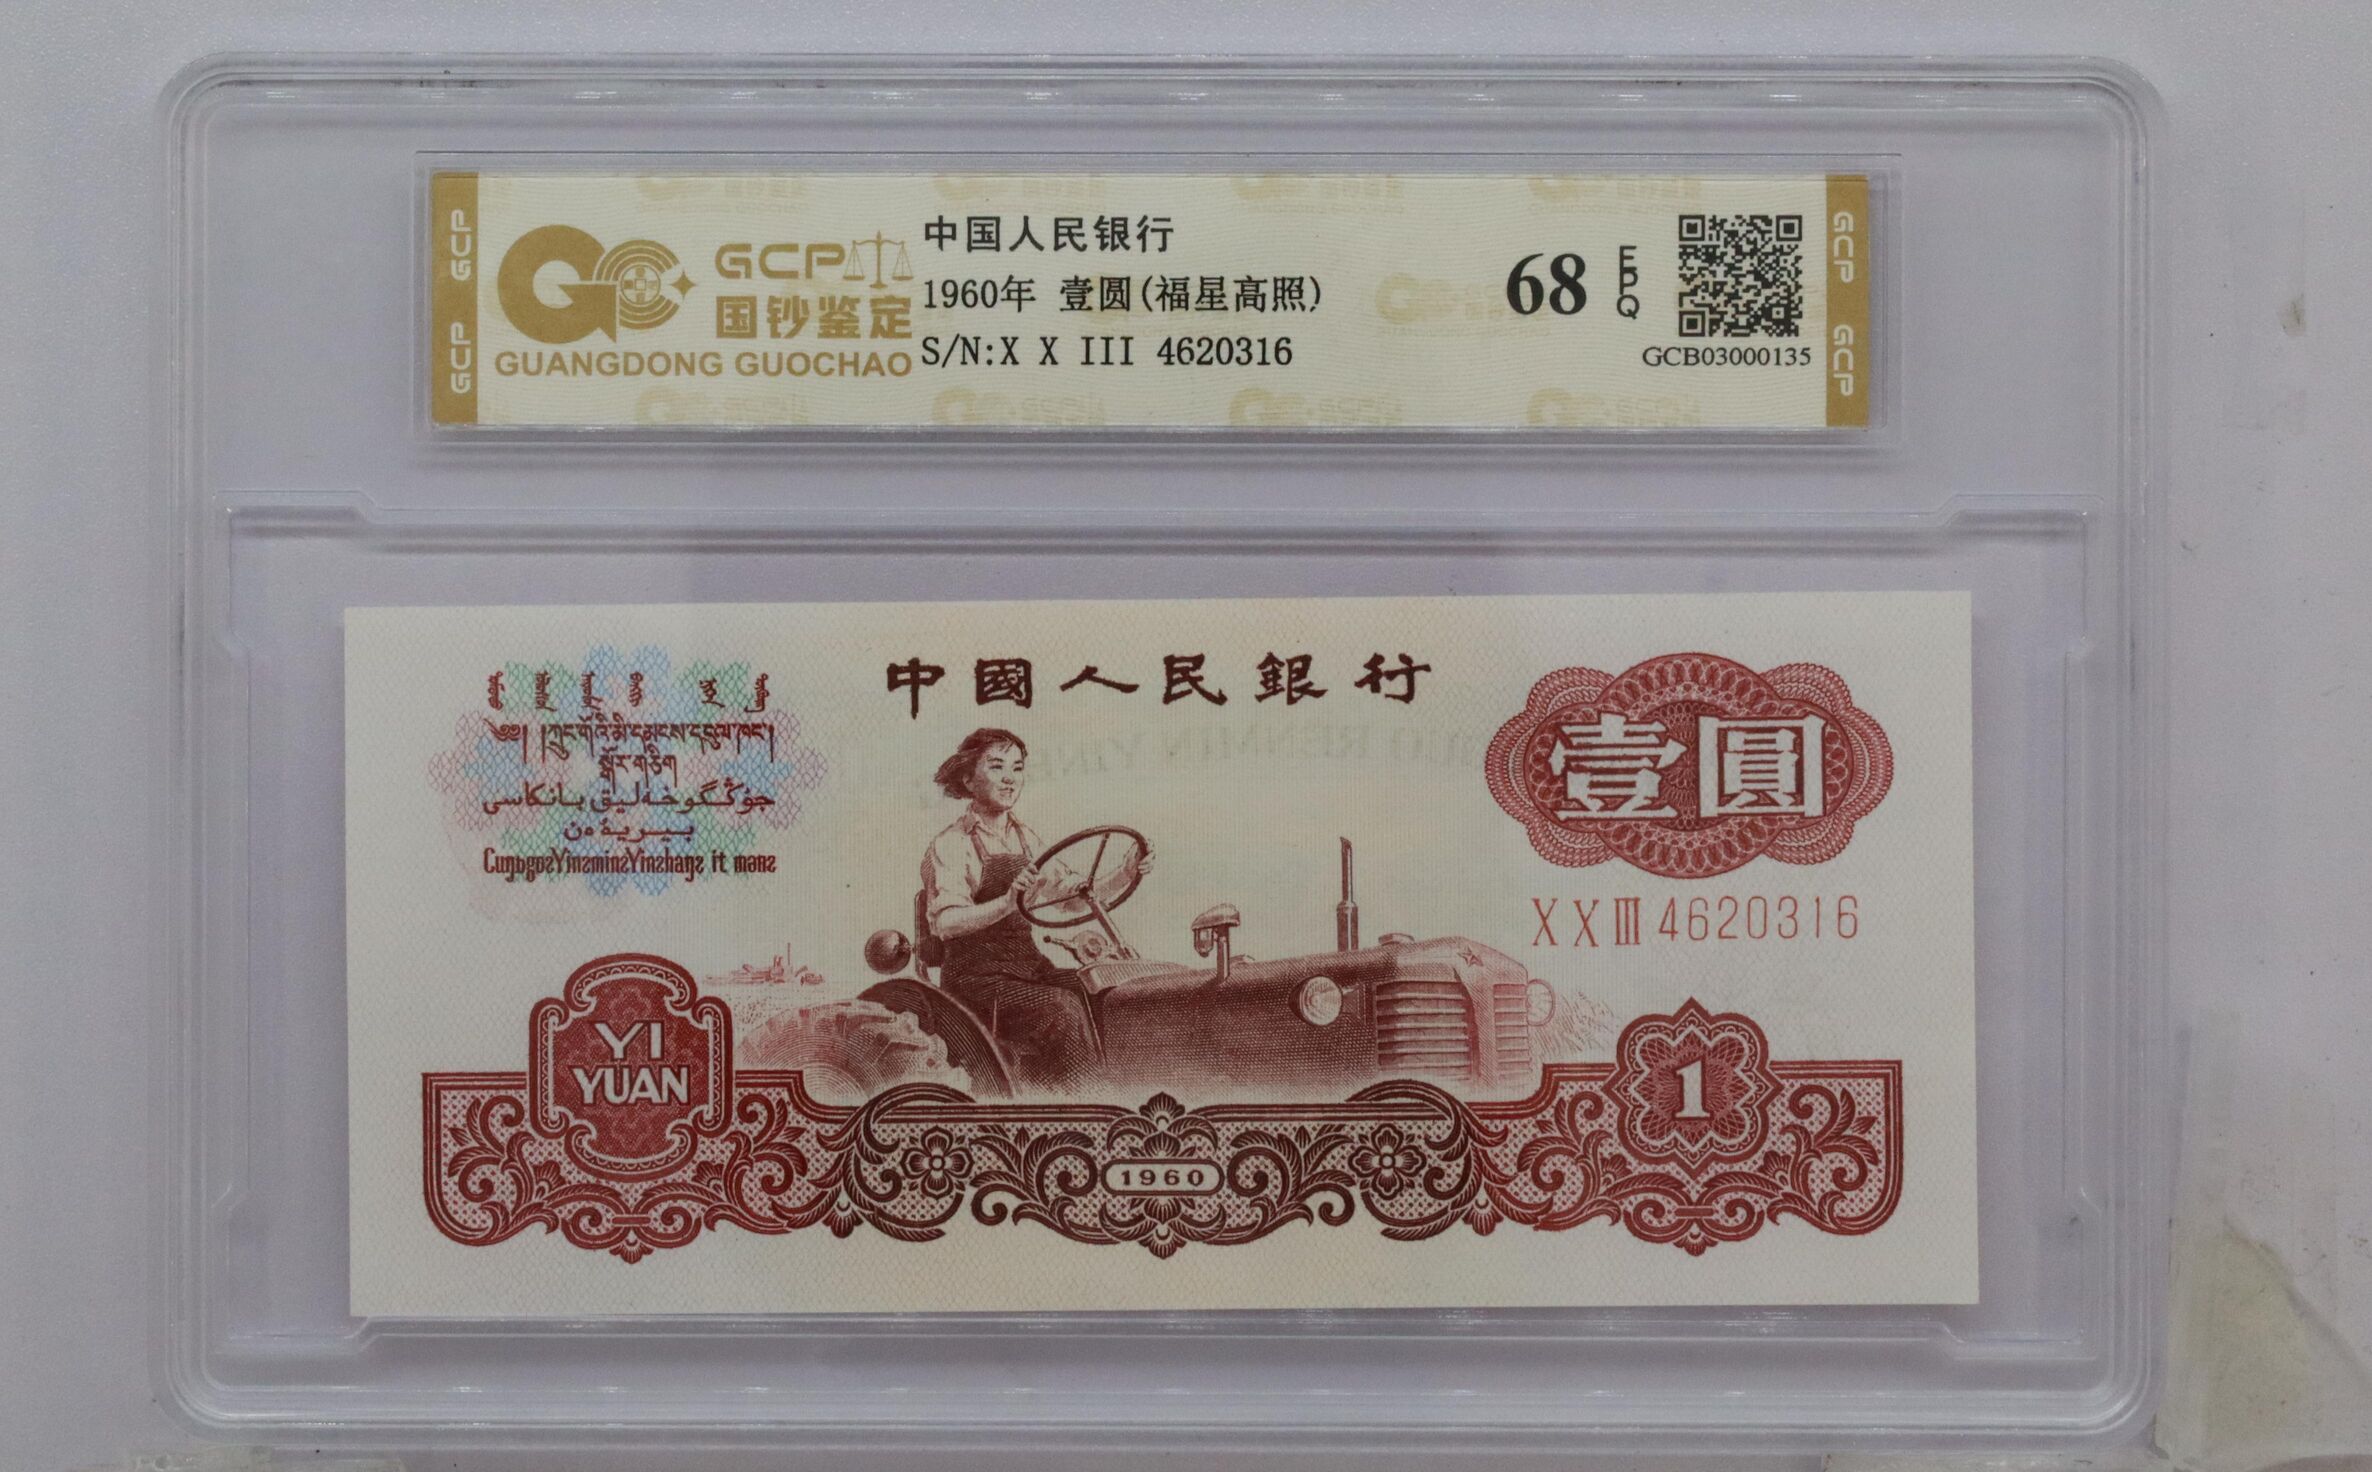 中国人民银行
1960年 壹圆(福星高照)
S/N:X X III 4620316
GCP
国钞鉴定
GUANGDONG GUOCHAO
68 EPQ
GCB03000135
GCP GCP
GCP GCP
中國人民銀行
壹圓
XXIII 4620316
YI
YUAN
1
1960